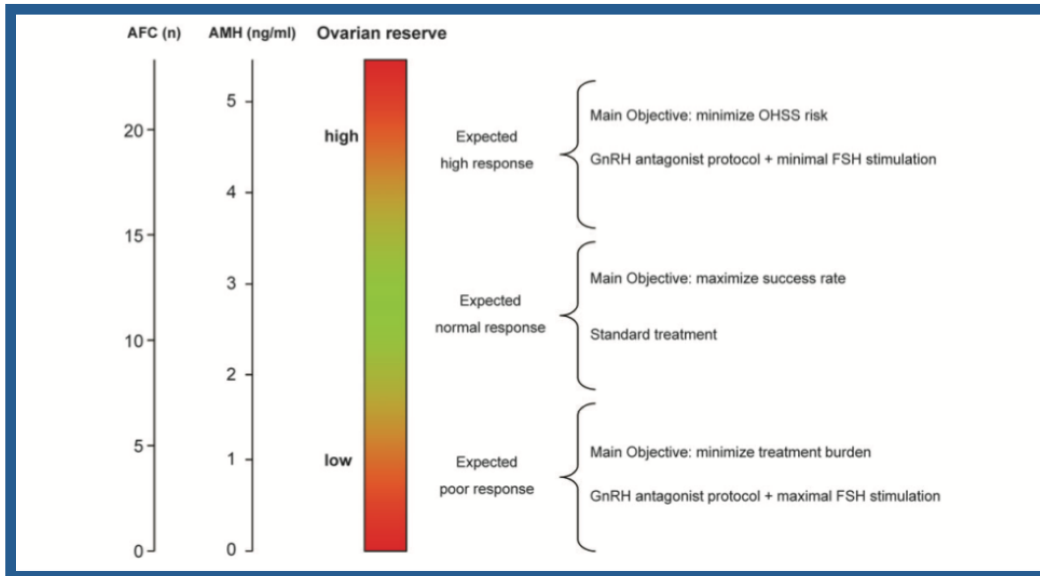 AFC (n)
AMH (ng/ml)
Ovarian reserve
20
15
10
5
0
5
4
3
2
1
0
high
low
Expected
high response
Main Objective: minimize OHSS risk
GnRH antagonist protocol + minimal FSH stimulation
Expected
normal response
Main Objective: maximize success rate
Standard treatment
Expected
poor response
Main Objective: minimize treatment burden
GnRH antagonist protocol + maximal FSH stimulation